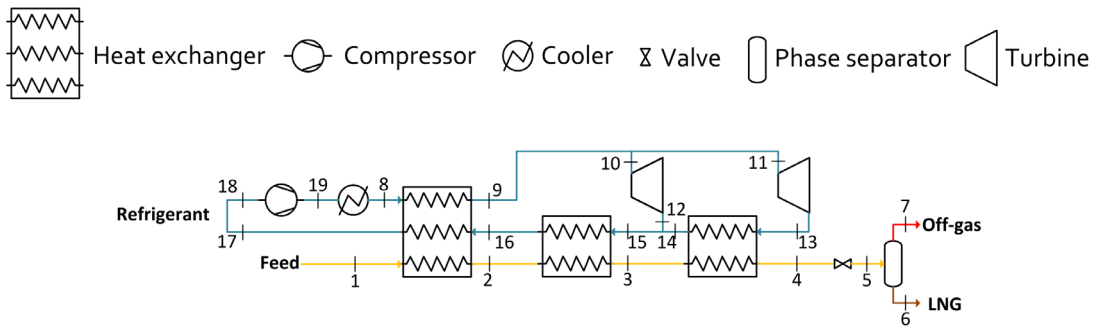 Heat exchanger Compressor Cooler Valve Phase separator Turbine
10 11
18 19 8 9
7
Refrigerant 12 Off-gas
17 16 15 14 13
Feed
1 2 3 4 5
LNG
6